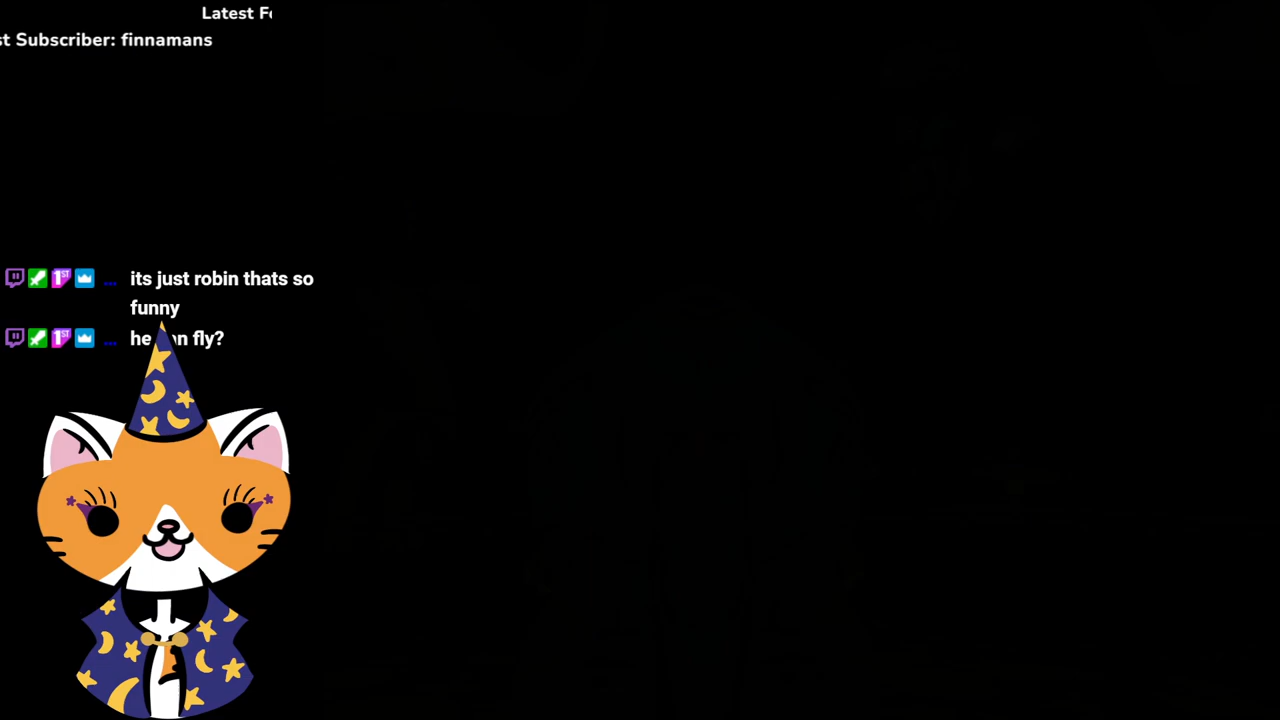 Latest
st Subscriber: finnamans
its just robin thats so
funny
he fly?